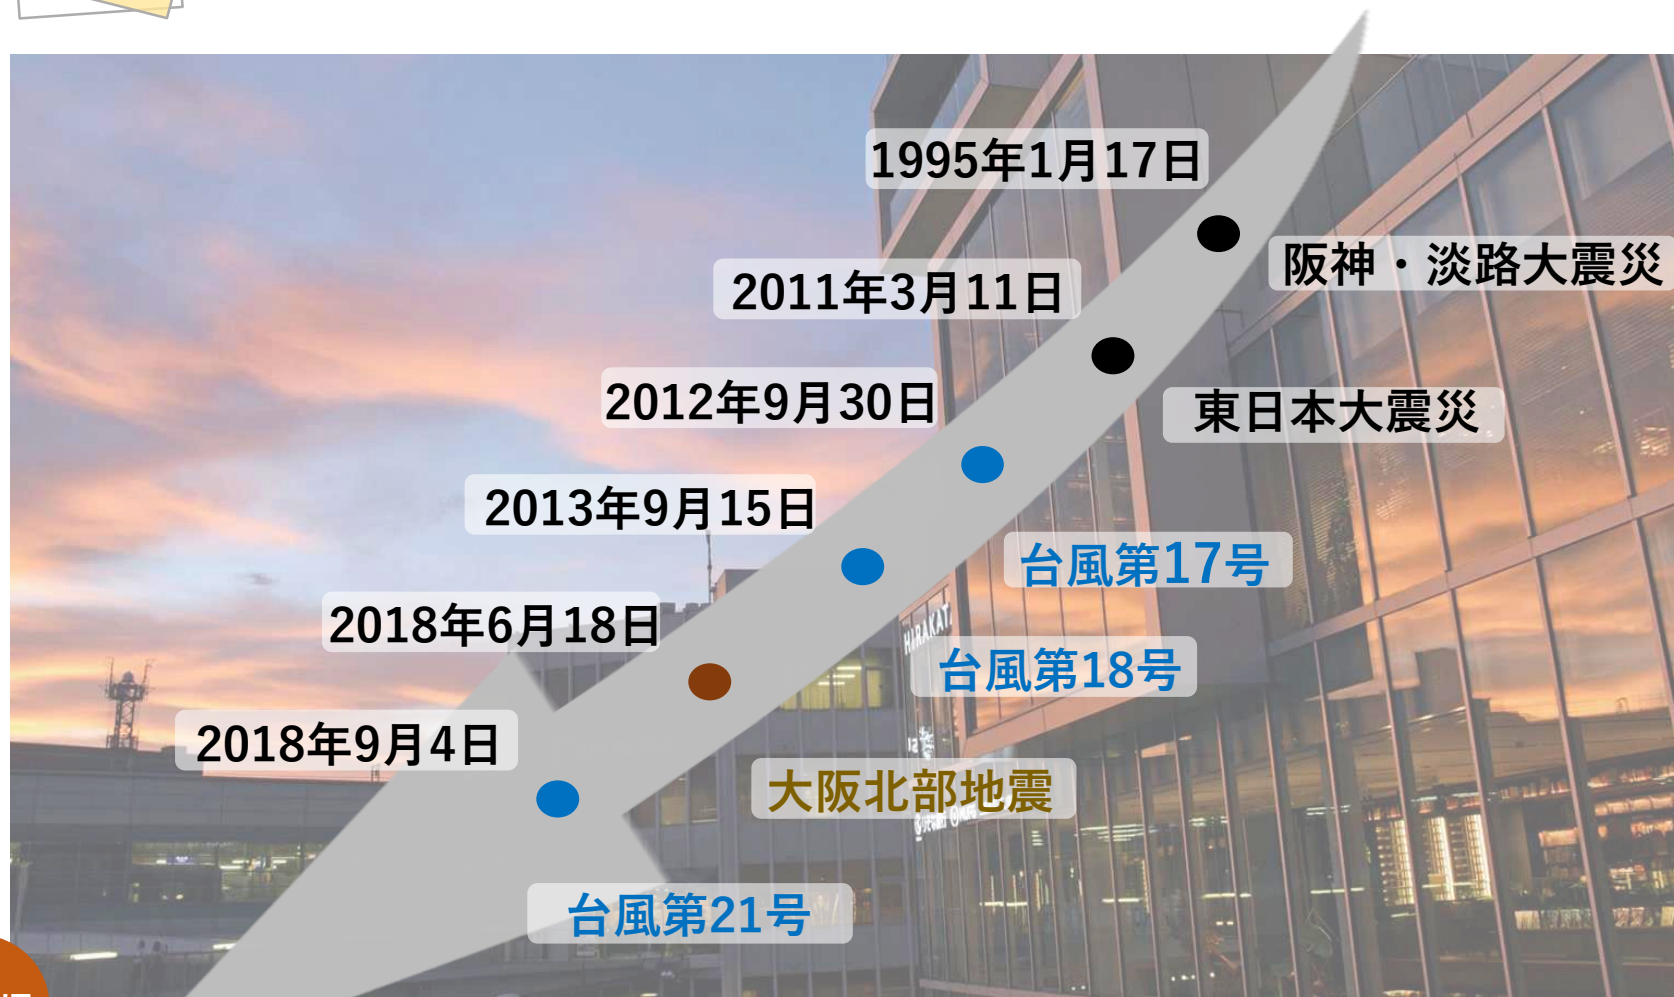 1995年1月17日
阪神・淡路大震災
2011年3月11日
東日本大震災
2012年9月30日
台風第17号
2013年9月15日
台風第18号
2018年6月18日
大阪北部地震
2018年9月4日
台風第21号
HIRAKAT